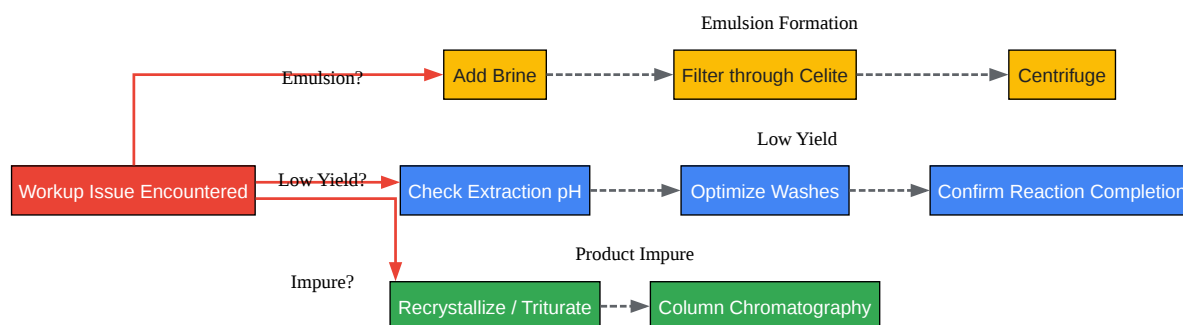 Emulsion Formation
Emulsion?
Add Brine
Filter through Celite
Centrifuge
Low Yield
Workup Issue Encountered
Low Yield?
Check Extraction pH
Optimize Washes
Confirm Reaction Completion
Product Impure
Impure?
Recrystallize / Triturate
Column Chromatography